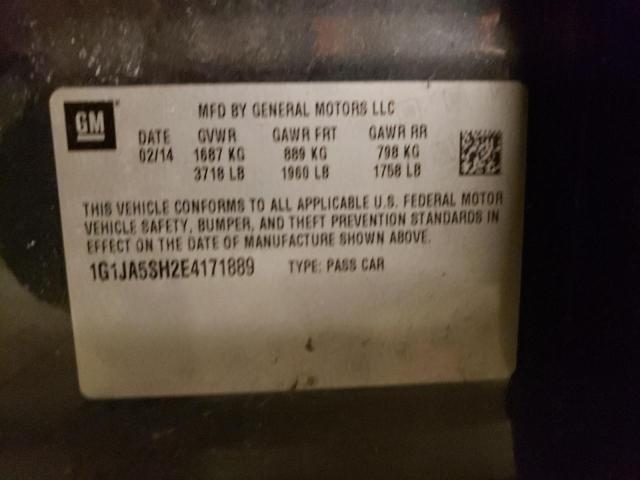 GM
MFD BY GENERAL MOTORS LLC
DATE GVWR GAWR FRT GAWR RR
02/14 1687 KG 889 KG 798 KG
3718 LB 1960 LB 1758 LB
THIS VEHICLE CONFORMS TO ALL APPLICABLE U.S. FEDERAL MOTOR
VEHICLE SAFETY, BUMPER, AND THEFT PREVENTION STANDARDS IN
EFFECT ON THE DATE OF MANUFACTURE SHOWN ABOVE.
1G1JA5SH2E4171889 TYPE: PASS CAR